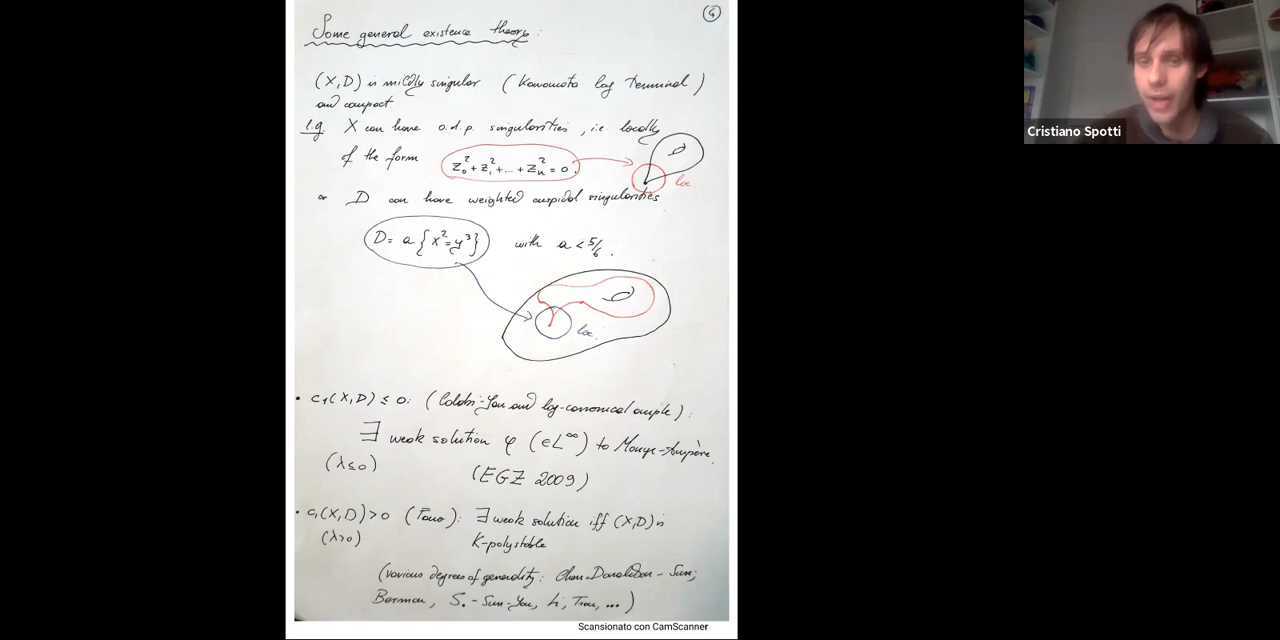 ④
Some general existence theory:
(X,D) is mildly singular (Kawamata log terminal)
and compact
e.g. X can have o.d.p. singularities, i.e. locally
of the form z₀²+z₁²+...+zₙ²=0.
loc.
or D can have weighted cuspidal singularities
D = a {x²=y³} with a < 5/6.
loc.
• c₁(X,D) ≤ 0: (Calabi-Yau and log-canonical ample):
∃ weak solution φ (∈L^∞) to Monge-Ampère.
(λ≤0) (EGZ 2009)
• c₁(X,D)>0 (Fano): ∃ weak solution iff (X,D) is
(λ>0) K-polystable
(various degrees of generality: Chen-Donaldson-Sun;
Berman, S.-Sun-Yao, Li, Tian, ...)
Scansionato con CamScanner
Cristiano Spotti